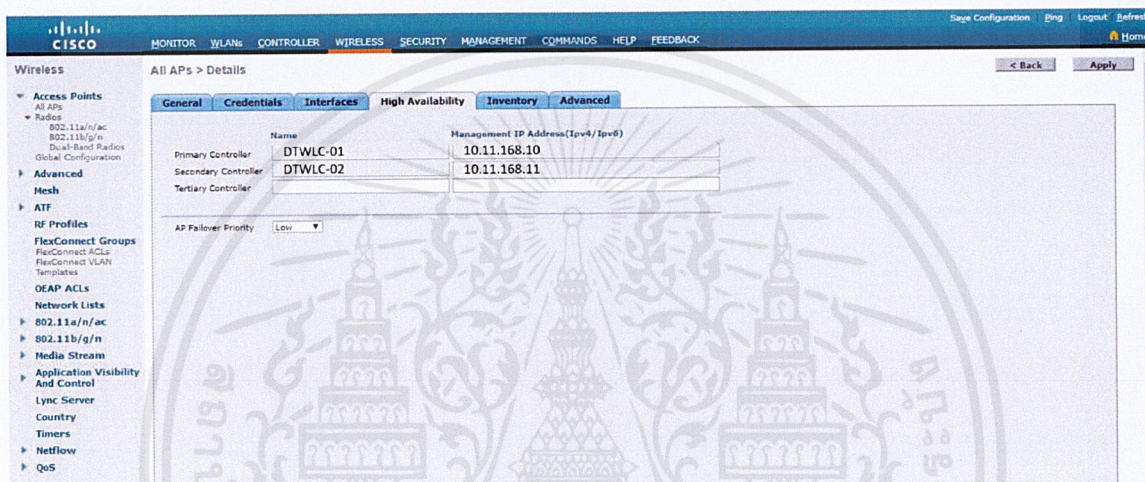 Save Configuration Ping Logout Refresh
CISCO
MONITOR WLANs CONTROLLER WIRELESS SECURITY MANAGEMENT COMMANDS HELP FEEDBACK
Home
Wireless
All APs > Details
< Back
Apply
Access Points
All APs
Radios
802.11a/n/ac
802.11b/g/n
Dual-Band Radios
Global Configuration
Advanced
Mesh
ATF
RF Profiles
FlexConnect Groups
FlexConnect ACLs
FlexConnect VLAN
Templates
OEAP ACLs
Network Lists
802.11a/n/ac
802.11b/g/n
Media Stream
Application Visibility
And Control
Lync Server
Country
Timers
Netflow
QoS
General Credentials Interfaces High Availability Inventory Advanced
Name Management IP Address(Ipv4/Ipv6)
Primary Controller DTWLC-01 10.11.168.10
Secondary Controller DTWLC-02 10.11.168.11
Tertiary Controller
AP Failover Priority Low